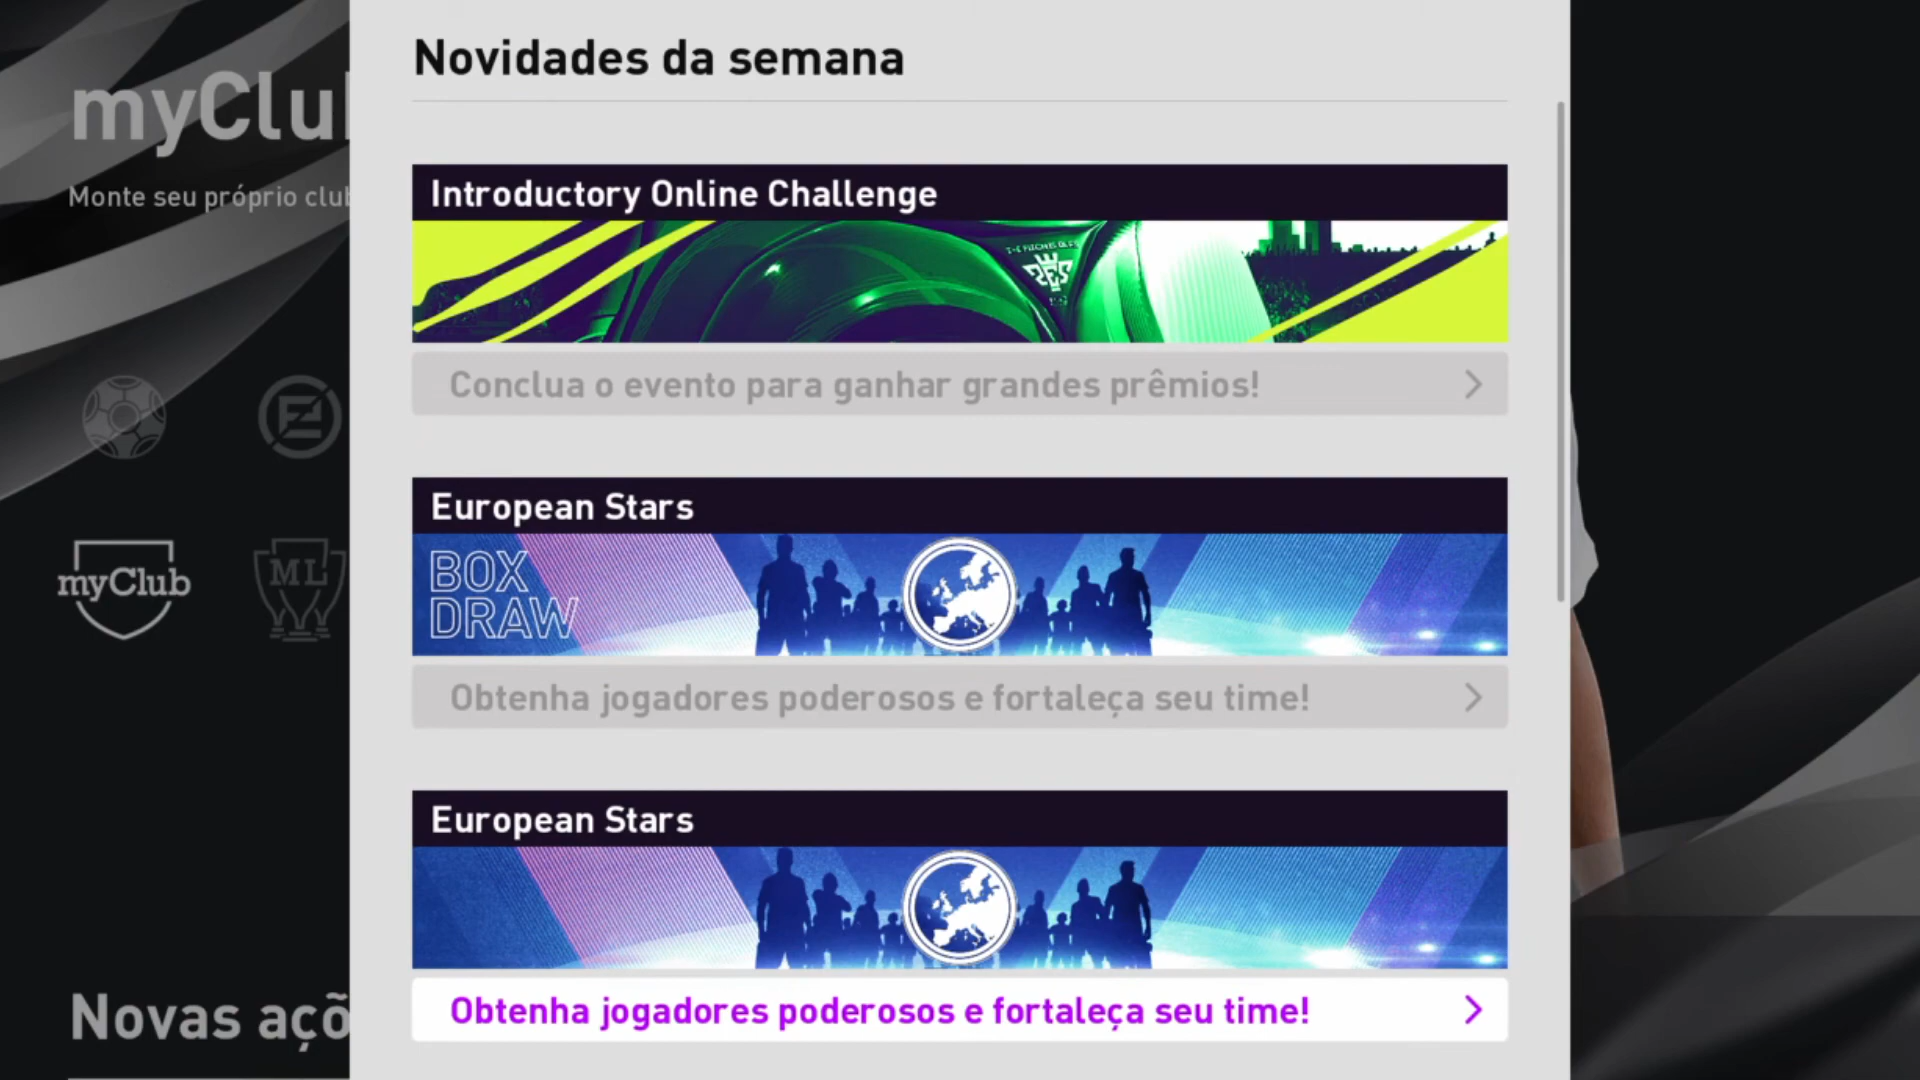 Novidades da semana
myClu
Monte seu próprio club
Introductory Online Challenge
PES
Conclua o evento para ganhar grandes prêmios!
European Stars
BOX
DRAW
Obtenha jogadores poderosos e fortaleça seu time!
myClub
ML
European Stars
Obtenha jogadores poderosos e fortaleça seu time!
Novas açõ